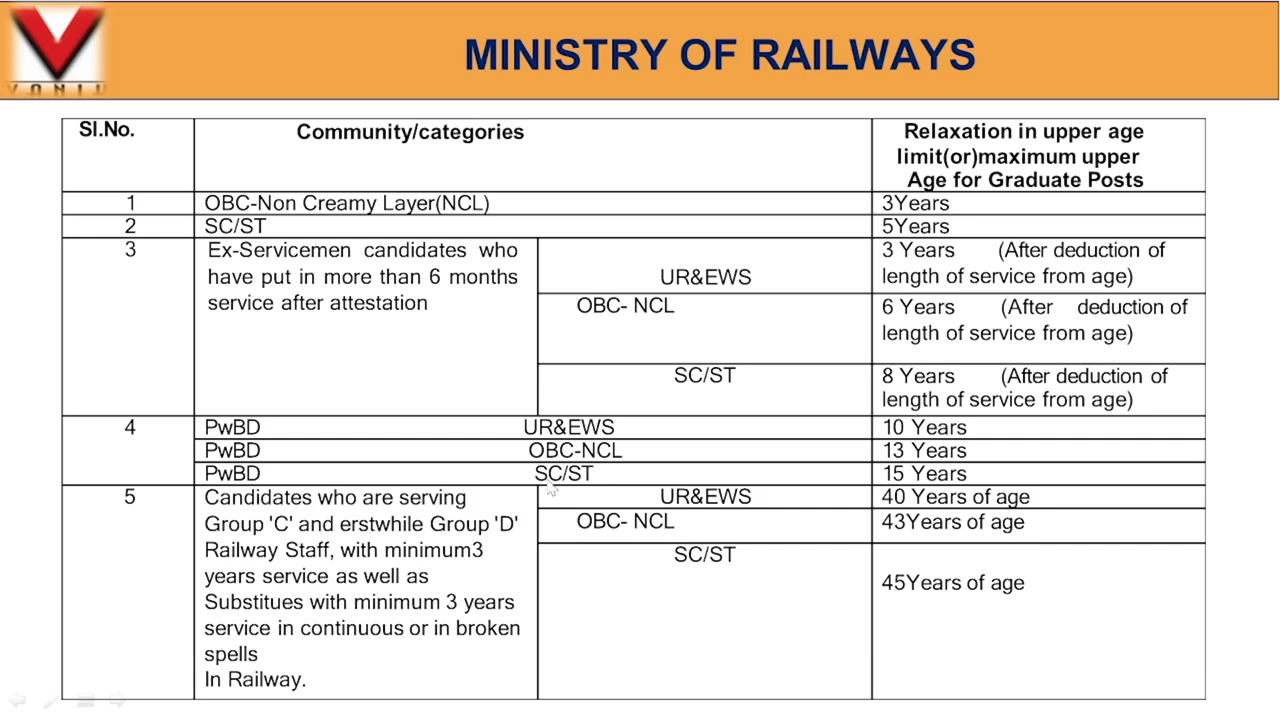 VANIJ
MINISTRY OF RAILWAYS
Sl.No.
Community/categories
Relaxation in upper age
limit(or)maximum upper
Age for Graduate Posts
1
OBC-Non Creamy Layer(NCL)
3Years
2
SC/ST
5Years
3
Ex-Servicemen candidates who
have put in more than 6 months
service after attestation
UR&EWS
3 Years (After deduction of
length of service from age)
OBC- NCL
6 Years (After deduction of
length of service from age)
SC/ST
8 Years (After deduction of
length of service from age)
4
PwBD UR&EWS
10 Years
PwBD OBC-NCL
13 Years
PwBD SC/ST
15 Years
5
Candidates who are serving
Group 'C' and erstwhile Group 'D'
Railway Staff, with minimum3
years service as well as
Substitues with minimum 3 years
service in continuous or in broken
spells
In Railway.
UR&EWS
40 Years of age
OBC- NCL
43Years of age
SC/ST
45Years of age